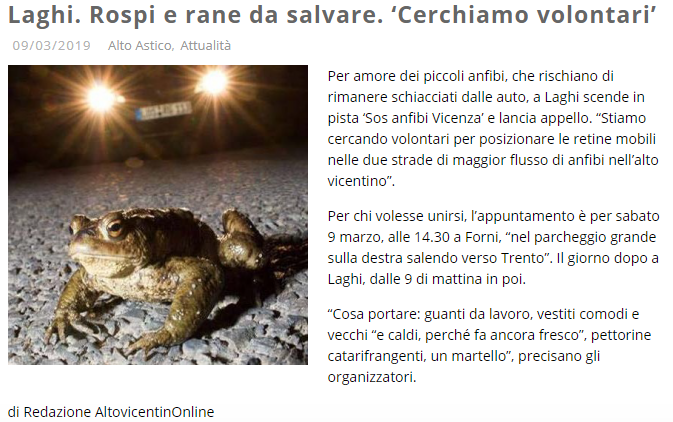 Laghi. Rospi e rane da salvare. ‘Cerchiamo volontari’
09/03/2019 Alto Astico, Attualità
Per amore dei piccoli anfibi, che rischiano di
rimanere schiacciati dalle auto, a Laghi scende in
pista ‘Sos anfibi Vicenza’ e lancia appello. “Stiamo
cercando volontari per posizionare le retine mobili
nelle due strade di maggior flusso di anfibi nell’alto
vicentino”.
Per chi volesse unirsi, l’appuntamento è per sabato
9 marzo, alle 14.30 a Forni, “nel parcheggio grande
sulla destra salendo verso Trento”. Il giorno dopo a
Laghi, dalle 9 di mattina in poi.
“Cosa portare: guanti da lavoro, vestiti comodi e
vecchi “e caldi, perché fa ancora fresco”, pettorine
catarifrangenti, un martello”, precisano gli
organizzatori.
di Redazione AltovicentinOnline